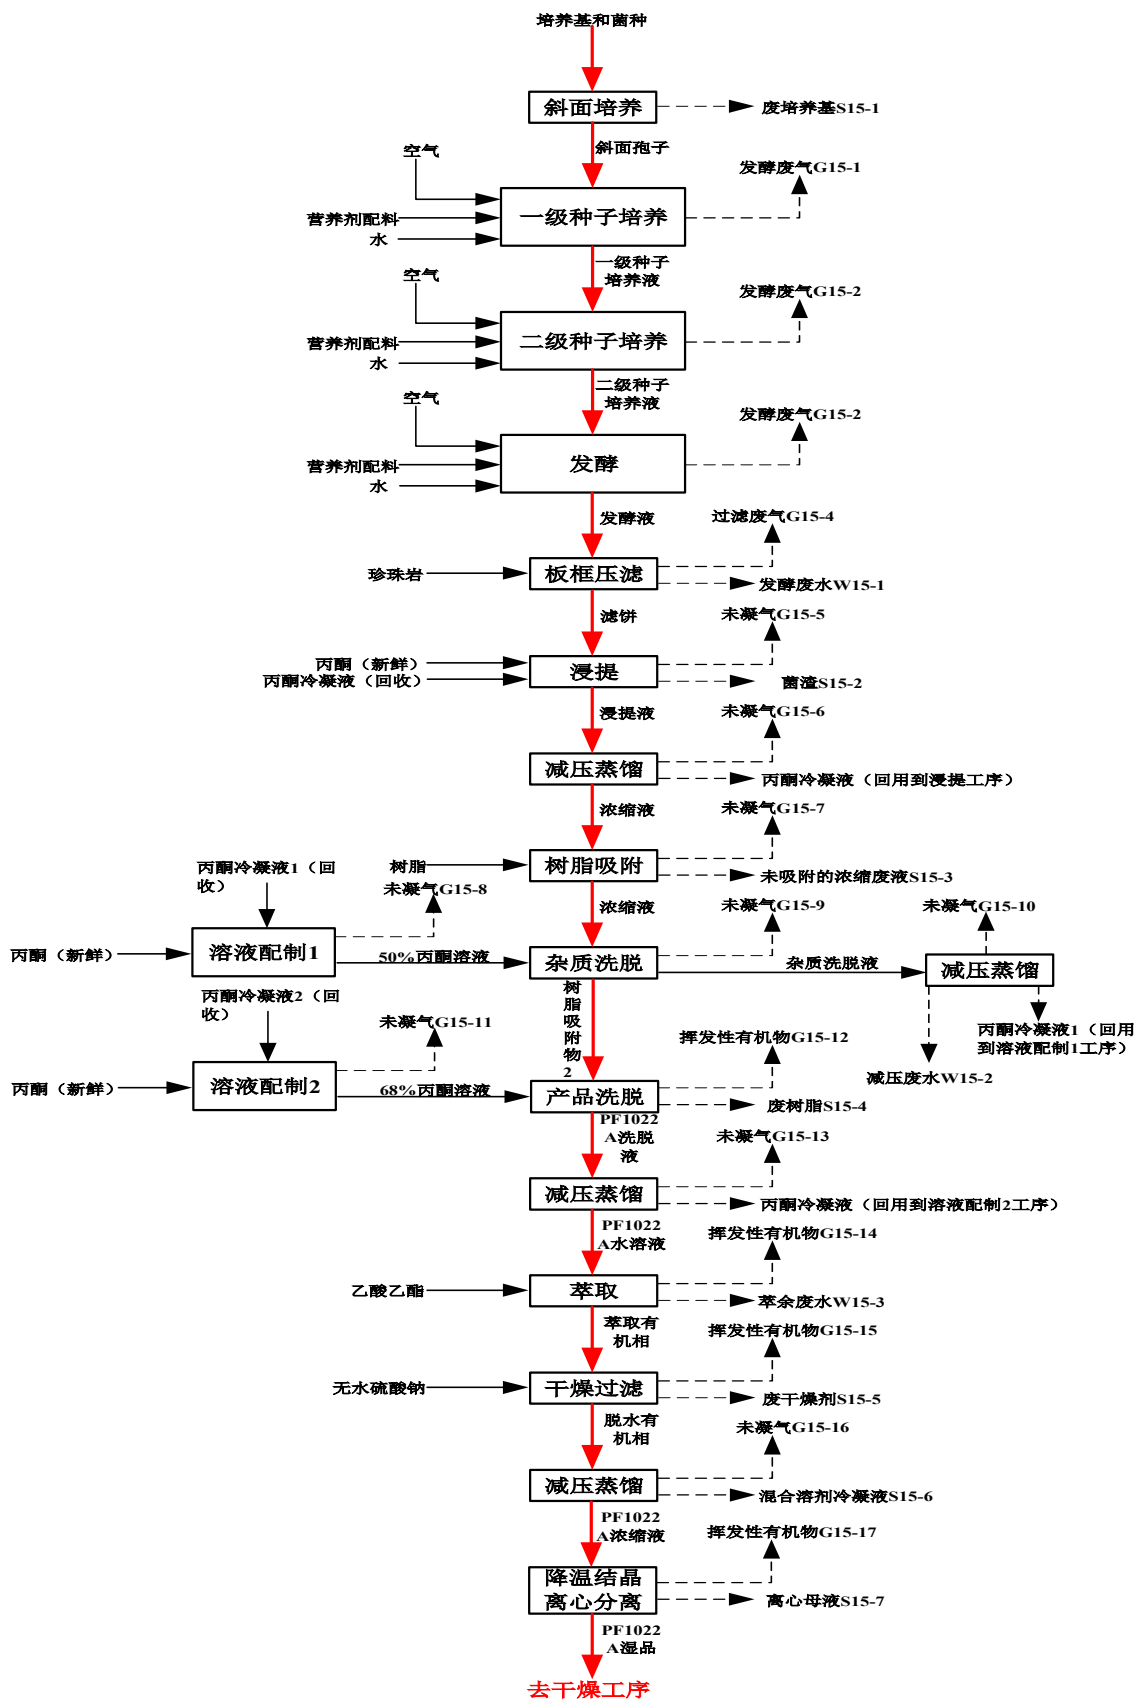 培养基和菌种
斜面培养
废培养基S15-1
斜面孢子
空气
发酵废气G15-1
营养剂配料
水
一级种子培养
一级种子
培养液
空气
发酵废气G15-2
营养剂配料
水
二级种子培养
二级种子
培养液
空气
发酵废气G15-2
营养剂配料
水
发酵
发酵液
过滤废气G15-4
珍珠岩
板框压滤
发酵废水W15-1
滤饼
未凝气G15-5
丙酮（新鲜）
丙酮冷凝液（回收）
浸提
菌渣S15-2
浸提液
未凝气G15-6
减压蒸馏
丙酮冷凝液（回用到浸提工序）
浓缩液
未凝气G15-7
树脂
树脂吸附
未吸附的浓缩废液S15-3
丙酮冷凝液1（回
收）
未凝气G15-8
浓缩液
未凝气G15-9
未凝气G15-10
丙酮（新鲜）
溶液配制1
50%丙酮溶液
杂质洗脱
杂质洗脱液
减压蒸馏
丙酮冷凝液1（回用
到溶液配制1工序）
减压废水W15-2
丙酮冷凝液2（回
收）
未凝气G15-11
树
脂
吸
附
物
2
挥发性有机物G15-12
丙酮（新鲜）
溶液配制2
68%丙酮溶液
产品洗脱
废树脂S15-4
PF1022
A洗脱
液
未凝气G15-13
减压蒸馏
丙酮冷凝液（回用到溶液配制2工序）
PF1022
A水溶液
挥发性有机物G15-14
乙酸乙酯
萃取
萃余废水W15-3
萃取有
机相
挥发性有机物G15-15
无水硫酸钠
干燥过滤
废干燥剂S15-5
脱水有
机相
未凝气G15-16
减压蒸馏
混合溶剂冷凝液S15-6
PF1022
A浓缩液
挥发性有机物G15-17
降温结晶
离心分离
离心母液S15-7
PF1022
A湿品
去干燥工序